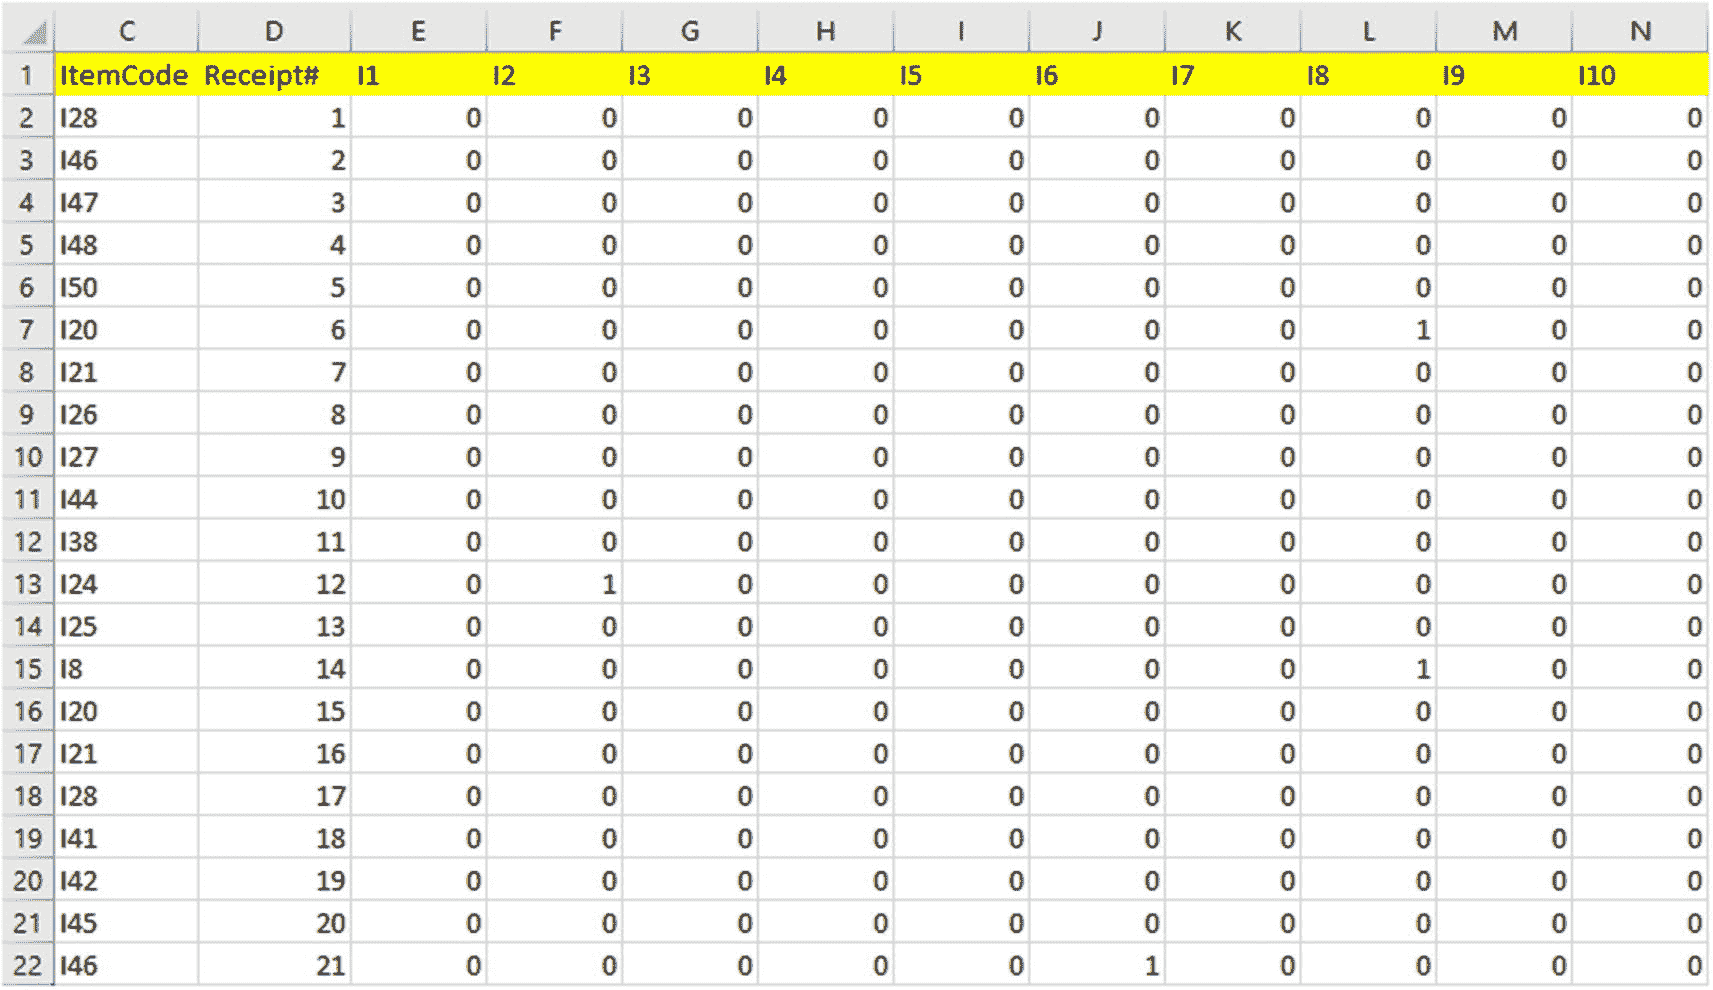 C D E F G H I J K L M N
1 ItemCode Receipt# I1 I2 I3 I4 I5 I6 I7 I8 I9 I10
2 I28 1 0 0 0 0 0 0 0 0 0 0
3 I46 2 0 0 0 0 0 0 0 0 0 0
4 I47 3 0 0 0 0 0 0 0 0 0 0
5 I48 4 0 0 0 0 0 0 0 0 0 0
6 I50 5 0 0 0 0 0 0 0 0 0 0
7 I20 6 0 0 0 0 0 0 0 1 0 0
8 I21 7 0 0 0 0 0 0 0 0 0 0
9 I26 8 0 0 0 0 0 0 0 0 0 0
10 I27 9 0 0 0 0 0 0 0 0 0 0
11 I44 10 0 0 0 0 0 0 0 0 0 0
12 I38 11 0 0 0 0 0 0 0 0 0 0
13 I24 12 0 1 0 0 0 0 0 0 0 0
14 I25 13 0 0 0 0 0 0 0 0 0 0
15 I8 14 0 0 0 0 0 0 0 1 0 0
16 I20 15 0 0 0 0 0 0 0 0 0 0
17 I21 16 0 0 0 0 0 0 0 0 0 0
18 I28 17 0 0 0 0 0 0 0 0 0 0
19 I41 18 0 0 0 0 0 0 0 0 0 0
20 I42 19 0 0 0 0 0 0 0 0 0 0
21 I45 20 0 0 0 0 0 0 0 0 0 0
22 I46 21 0 0 0 0 0 1 0 0 0 0